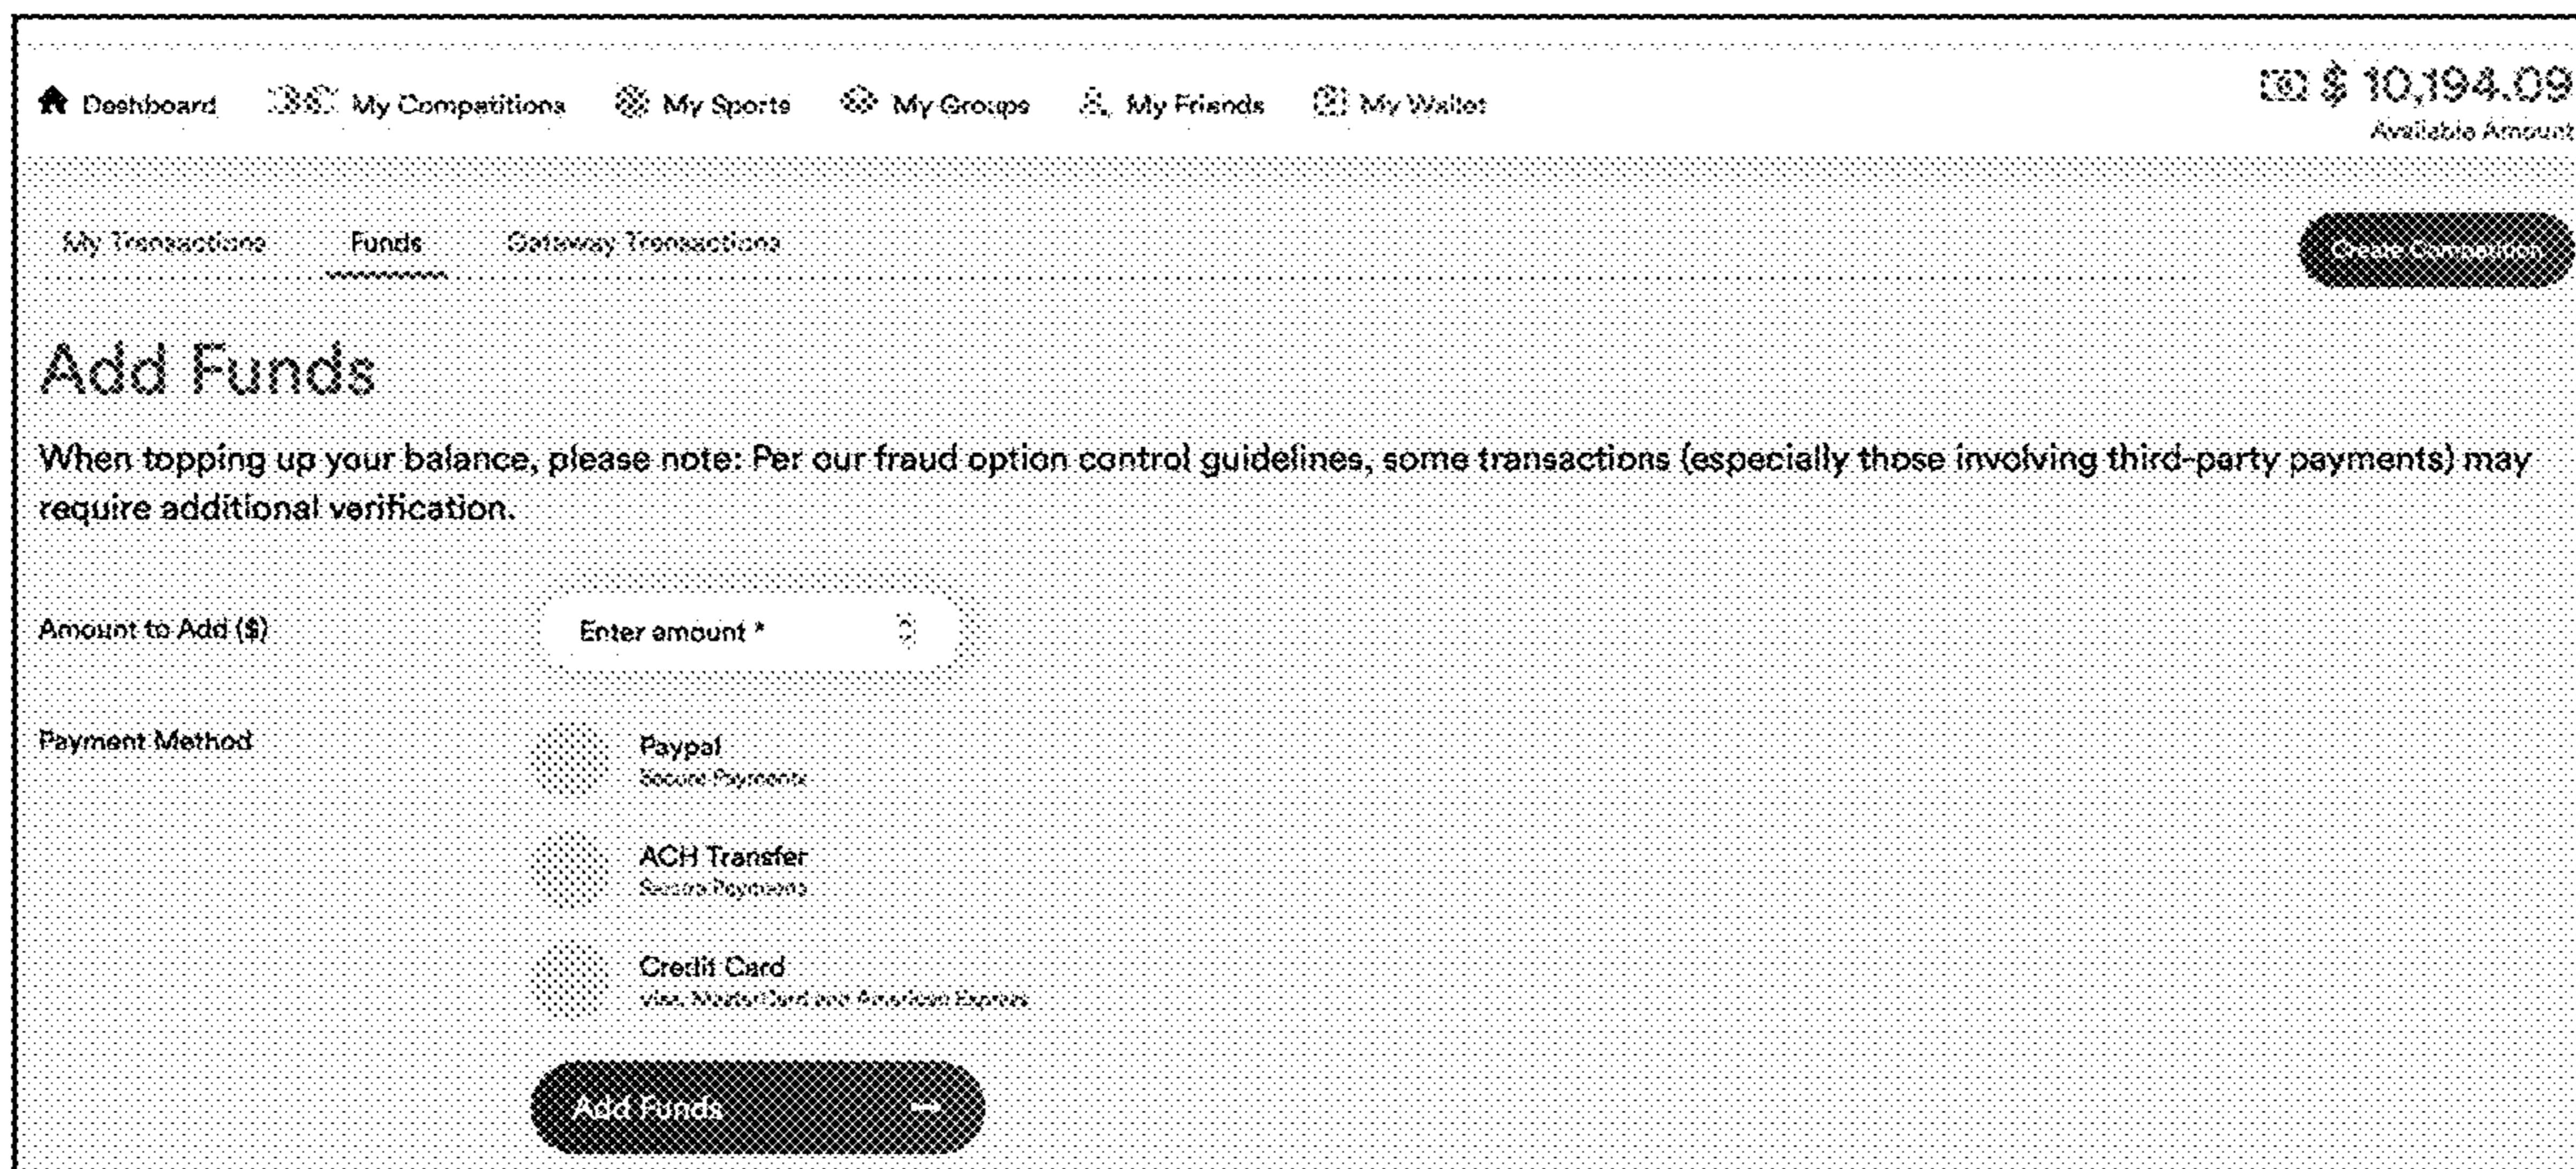 Dashboard My Competitions My Sports My Groups My Friends My Wallet $ 10,194.09
Available Amount
My Transactions Funds Gateway Transactions Create Competition
Add Funds
When topping up your balance, please note: Per our fraud option control guidelines, some transactions (especially those involving third-party payments) may
require additional verification.
Amount to Add ($) Enter amount *
Payment Method
Paypal
Secure Payments
ACH Transfer
Secure Payments
Credit Card
Visa, MasterCard and American Express
Add Funds